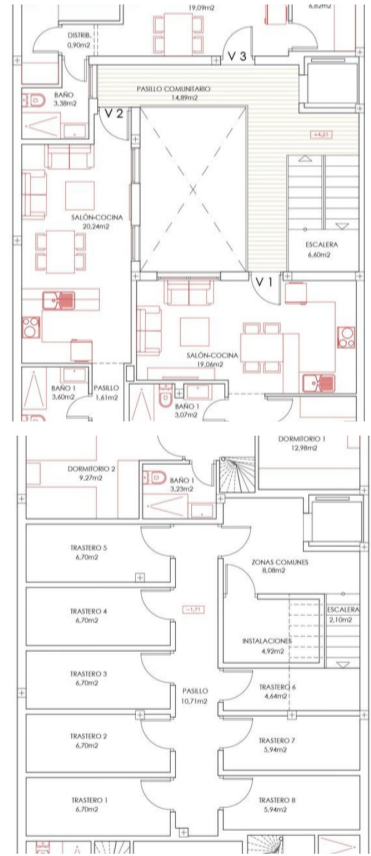 19,09m2
6,82m2
DISTRIB.
0,90m2
V 3
BAÑO
3,38m2
PASILLO COMUNITARIO
14,89m2
V 2
+4,21
SALÓN-COCINA
20,24m2
ESCALERA
6,60m2
V 1
SALÓN-COCINA
19,06m2
BAÑO 1
3,60m2
PASILLO
1,61m2
BAÑO 1
3,07m2
DORMITORIO 1
12,98m2
DORMITORIO 2
9,27m2
BAÑO 1
3,23m2
TRASTERO 5
6,70m2
ZONAS COMUNES
8,08m2
TRASTERO 4
6,70m2
-1,71
ESCALERA
2,10m2
INSTALACIONES
4,92m2
TRASTERO 3
6,70m2
PASILLO
10,71m2
TRASTERO 6
4,64m2
TRASTERO 2
6,70m2
TRASTERO 7
5,94m2
TRASTERO 1
6,70m2
TRASTERO 8
5,94m2